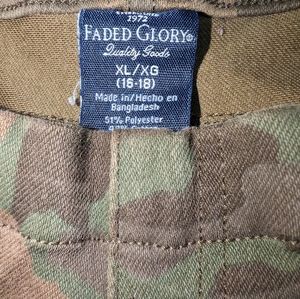 1972
FADED GLORY®
Quality Goods
XL/XG
(16-18)
Made in/Hecho en
Bangladesh
51% Polyester